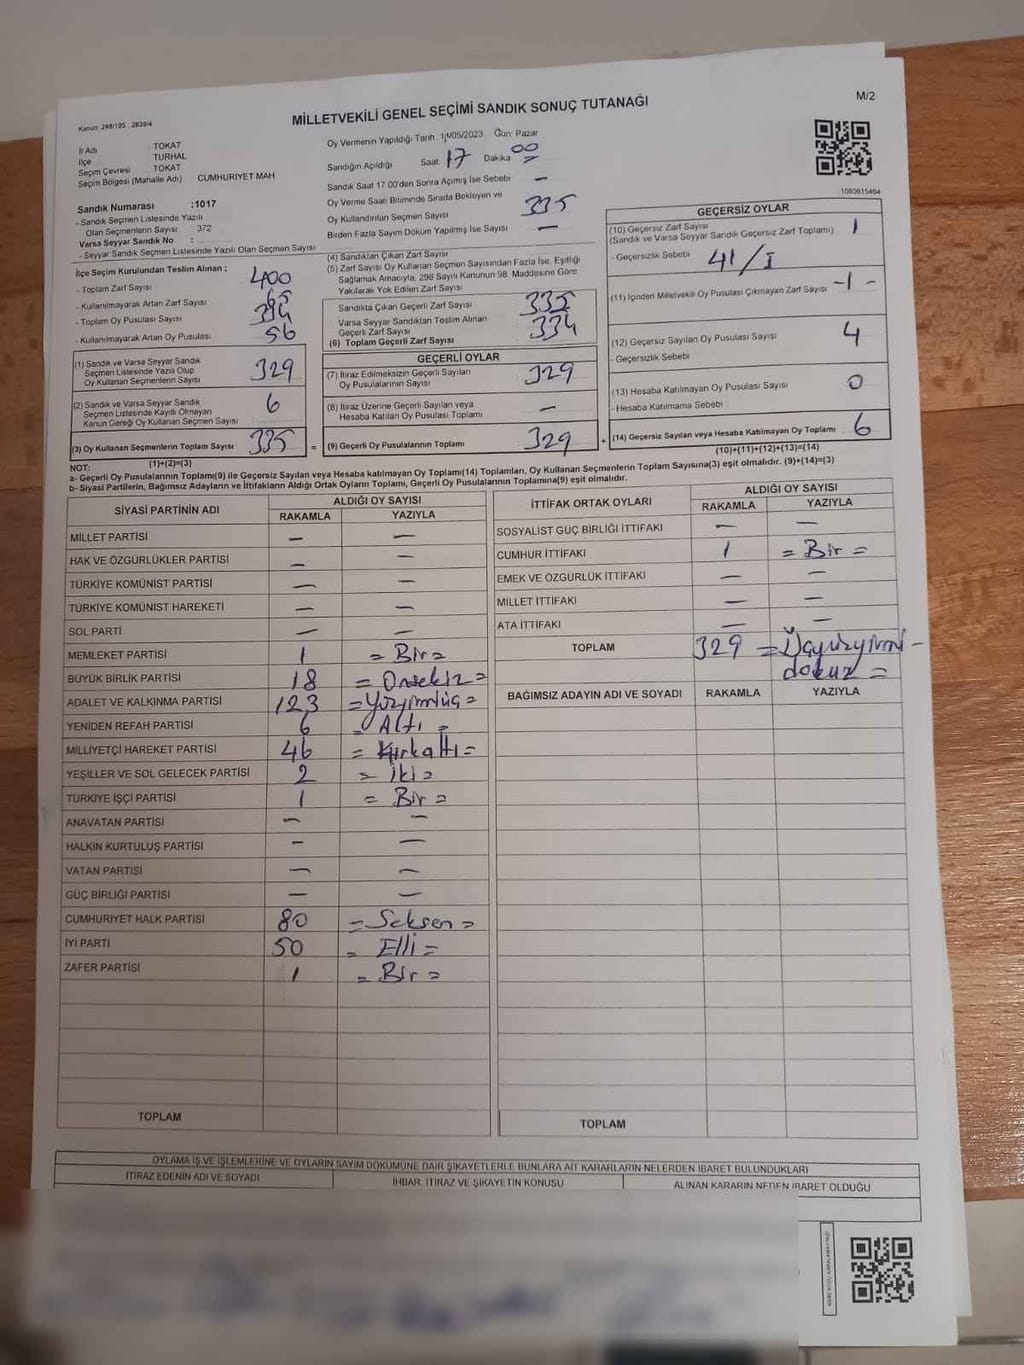 Kanun: 298/105 , 2839/4
MİLLETVEKİLİ GENEL SEÇİMİ SANDIK SONUÇ TUTANAĞI
M/2
İl Adı : TOKAT
İlçe TURHAL
Seçim Çevresi TOKAT
Seçim Bölgesi (Mahalle Adı) CUMHURİYET MAH.
Oy Vermenin Yapıldığı Tarih : 14/05/2023 Gün: Pazar
Sandığın Açıldığı Saat: 17 Dakika 00
Sandık Saat 17:00'den Sonra Açımış İse Sebebi —
Oy Verme Saati Bitiminde Sırada Bekleyen ve
Oy Kullandırılan Seçmen Sayısı 335
Birden Fazla Sayım Döküm Yapılmış İse Sayısı —
1083615464
Sandık Numarası :1017
- Sandık Seçmen Listesinde Yazılı
Olan Seçmenlerin Sayısı : 372
Varsa Seyyar Sandık No :
- Seyyar Sandık Seçmen Listesinde Yazılı Olan Seçmen Sayısı
İlçe Seçim Kurulundan Teslim Alınan ;
- Toplam Zarf Sayısı 400
- Kullanılmayarak Artan Zarf Sayısı 65
- Toplam Oy Pusulası Sayısı
- Kullanılmayarak Artan Oy Pusulası 56
(1) Sandık ve Varsa Seyyar Sandık
Seçmen Listesinde Yazılı Olup
Oy Kullanan Seçmenlerin Sayısı 329
(2) Sandık ve Varsa Seyyar Sandık
Seçmen Listesinde Kayıtlı Olmayan
Kanun Gereği Oy Kullanan Seçmen Sayısı 6
(3) Oy Kullanan Seçmenlerin Toplam Sayısı 335 =
(1)+(2)=(3)
(4) Sandıktan Çıkan Zarf Sayısı
(5) Zarf Sayısı Oy Kullanan Seçmen Sayısından Fazla İse, Eşitliği
Sağlamak Amacıyla, 298 Sayılı Kanunun 98. Maddesine Göre
Yakılarak Yok Edilen Zarf Sayısı
Sandıkta Çıkan Geçerli Zarf Sayısı 335
Varsa Seyyar Sandıktan Teslim Alınan
Geçerli Zarf Sayısı 334
(6) Toplam Geçerli Zarf Sayısı
GEÇERLİ OYLAR
(7) İtiraz Edilmeksizin Geçerli Sayılan
Oy Pusulalarının Sayısı 329
(8) İtiraz Üzerine Geçerli Sayılan veya
Hesaba Katılan Oy Pusulası Toplamı —
(9) Geçerli Oy Pusulalarının Toplamı 329 +
GEÇERSİZ OYLAR
(10) Geçersiz Zarf Sayısı
(Sandık ve Varsa Seyyar Sandık Geçersiz Zarf Toplamı) 1
- Geçersizlik Sebebi 41/I
(11) İçinden Milletvekili Oy Pusulası Çıkmayan Zarf Sayısı -1-
(12) Geçersiz Sayılan Oy Pusulası Sayısı 4
- Geçersizlik Sebebi
(13) Hesaba Katılmayan Oy Pusulası Sayısı 0
- Hesaba Katılmama Sebebi
(14) Geçersiz Sayılan veya Hesaba Katılmayan Oy Toplamı 6
(10)+(11)+(12)+(13)=(14)
NOT:
a- Geçerli Oy Pusulalarının Toplamı(9) ile Geçersiz Sayılan veya Hesaba katılmayan Oy Toplamı(14) Toplamları, Oy Kullanan Seçmenlerin Toplam Sayısına(3) eşit olmalıdır. (9)+(14)=(3)
b- Siyasi Partilerin, Bağımsız Adayların ve İttifakların Aldığı Ortak Oyların Toplamı, Geçerli Oy Pusulalarının Toplamına(9) eşit olmalıdır.
SİYASİ PARTİNİN ADI ALDIĞI OY SAYISI
RAKAMLA YAZIYLA
MİLLET PARTİSİ — —
HAK VE ÖZGÜRLÜKLER PARTİSİ — —
TÜRKİYE KOMÜNİST PARTİSİ — —
TÜRKİYE KOMÜNİST HAREKETİ — —
SOL PARTİ — —
MEMLEKET PARTİSİ 1 = Bir =
BÜYÜK BİRLİK PARTİSİ 18 = Onsekiz =
ADALET VE KALKINMA PARTİSİ 123 = Yüzyirmiüç =
YENİDEN REFAH PARTİSİ 6 = Altı =
MİLLİYETÇİ HAREKET PARTİSİ 46 = Kırkaltı =
YEŞİLLER VE SOL GELECEK PARTİSİ 2 = İki =
TÜRKİYE İŞÇİ PARTİSİ 1 = Bir =
ANAVATAN PARTİSİ — —
HALKIN KURTULUŞ PARTİSİ — —
VATAN PARTİSİ — —
GÜÇ BİRLİĞİ PARTİSİ — —
CUMHURİYET HALK PARTİSİ 80 = Seksen =
İYİ PARTİ 50 = Elli =
ZAFER PARTİSİ 1 = Bir =
TOPLAM
İTTİFAK ORTAK OYLARI ALDIĞI OY SAYISI
RAKAMLA YAZIYLA
SOSYALİST GÜÇ BİRLİĞİ İTTİFAKI — —
CUMHUR İTTİFAKI 1 = Bir =
EMEK VE ÖZGÜRLÜK İTTİFAKI — —
MİLLET İTTİFAKI — —
ATA İTTİFAKI — —
TOPLAM 329 = Üçyüzyirmi -
dokuz =
BAĞIMSIZ ADAYIN ADI VE SOYADI RAKAMLA YAZIYLA
TOPLAM
OYLAMA İŞ VE İŞLEMLERİNE VE OYLARIN SAYIM DÖKÜMÜNE DAİR ŞİKAYETLERLE BUNLARA AİT KARARLARIN NELERDEN İBARET BULUNDUKLARI
İTİRAZ EDENİN ADI VE SOYADI İHBAR, İTİRAZ VE ŞİKAYETİN KONUSU ALINAN KARARIN NEDEN İBARET OLDUĞU